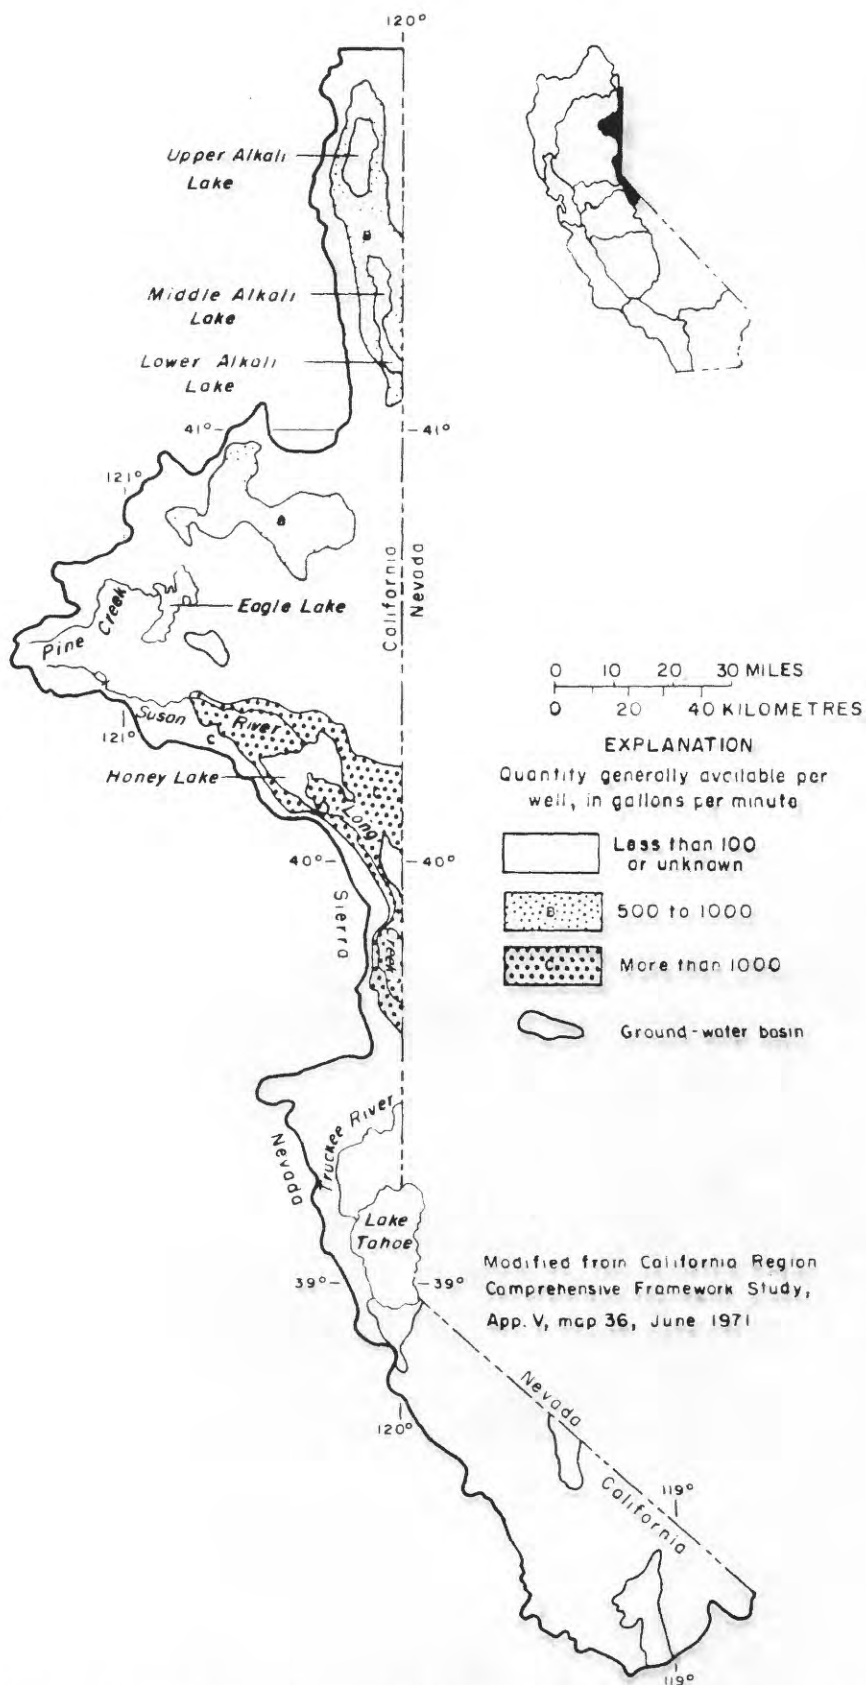 120°
Upper Alkali
Lake
B
Middle Alkali
Lake
Lower Alkali
Lake
41°
41°
121°
B
California
Nevada
Eagle Lake
Pine Creek
0 10 20 30 MILES
0 20 40 KILOMETRES
Susan River
121°
C
Honey Lake
C
Long
Creek
EXPLANATION
Quantity generally available per
well, in gallons per minute
Less than 100
or unknown
B
500 to 1000
C
More than 1000
Ground-water basin
40°
40°
Sierra
Nevada
Truckee River
Lake
Tahoe
39°
39°
Modified from California Region
Comprehensive Framework Study,
App. V, map 36, June 1971
120°
Nevada
California
119°
119°